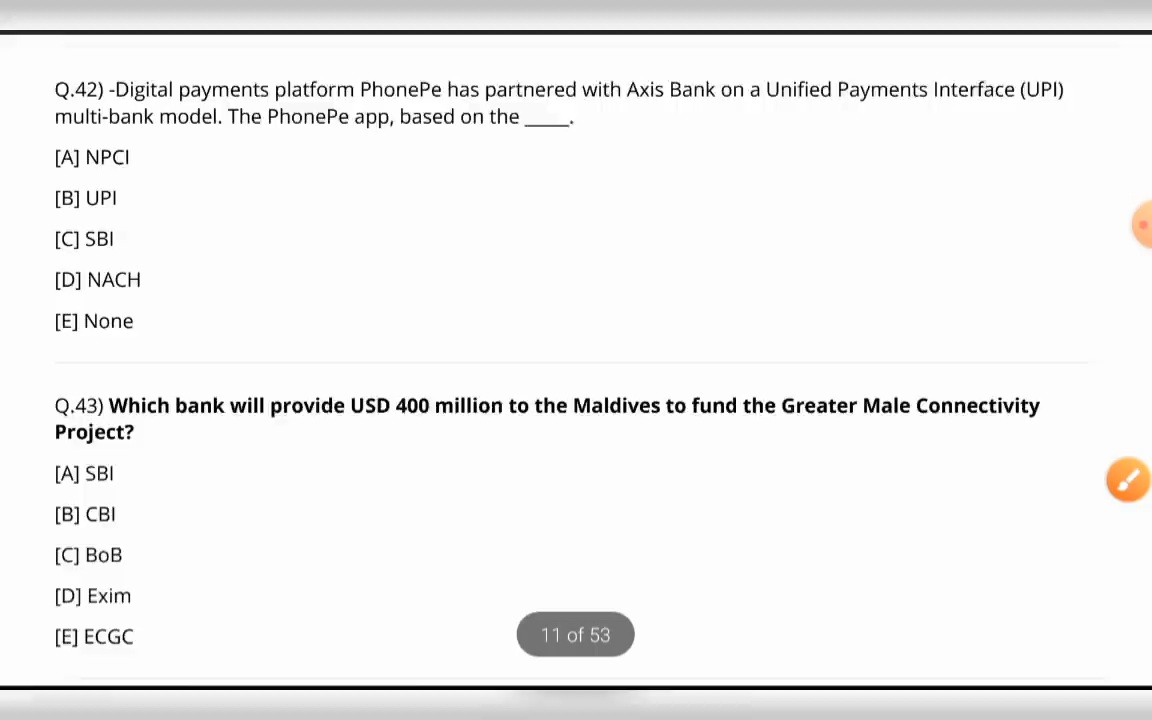 Q.42) -Digital payments platform PhonePe has partnered with Axis Bank on a Unified Payments Interface (UPI)
multi-bank model. The PhonePe app, based on the _____.
[A] NPCI
[B] UPI
[C] SBI
[D] NACH
[E] None
Q.43) Which bank will provide USD 400 million to the Maldives to fund the Greater Male Connectivity
Project?
[A] SBI
[B] CBI
[C] BoB
[D] Exim
[E] ECGC
11 of 53